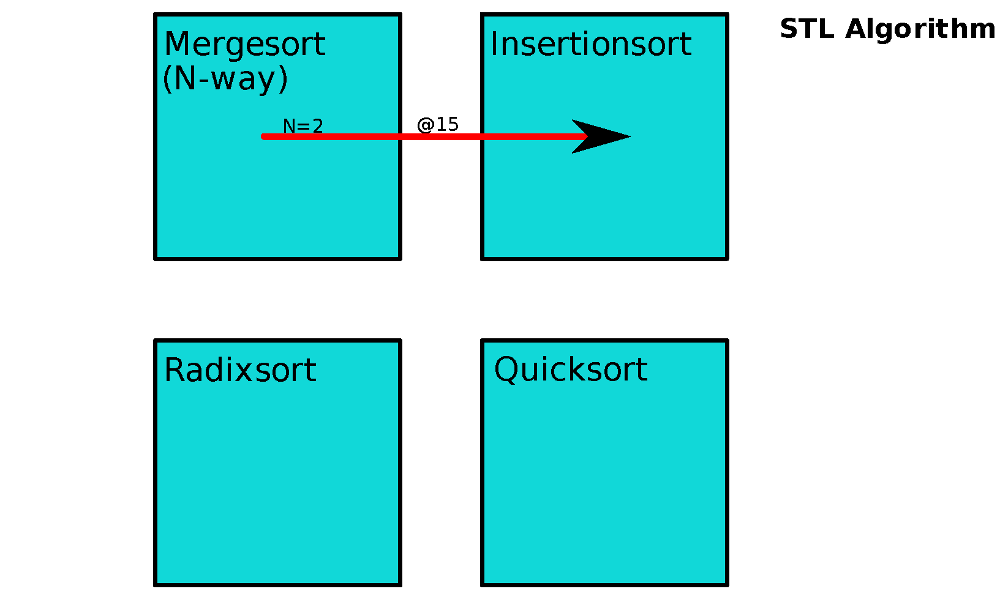 Mergesort
(N-way)
Insertionsort
STL Algorithm
N=2
@15
Radixsort
Quicksort